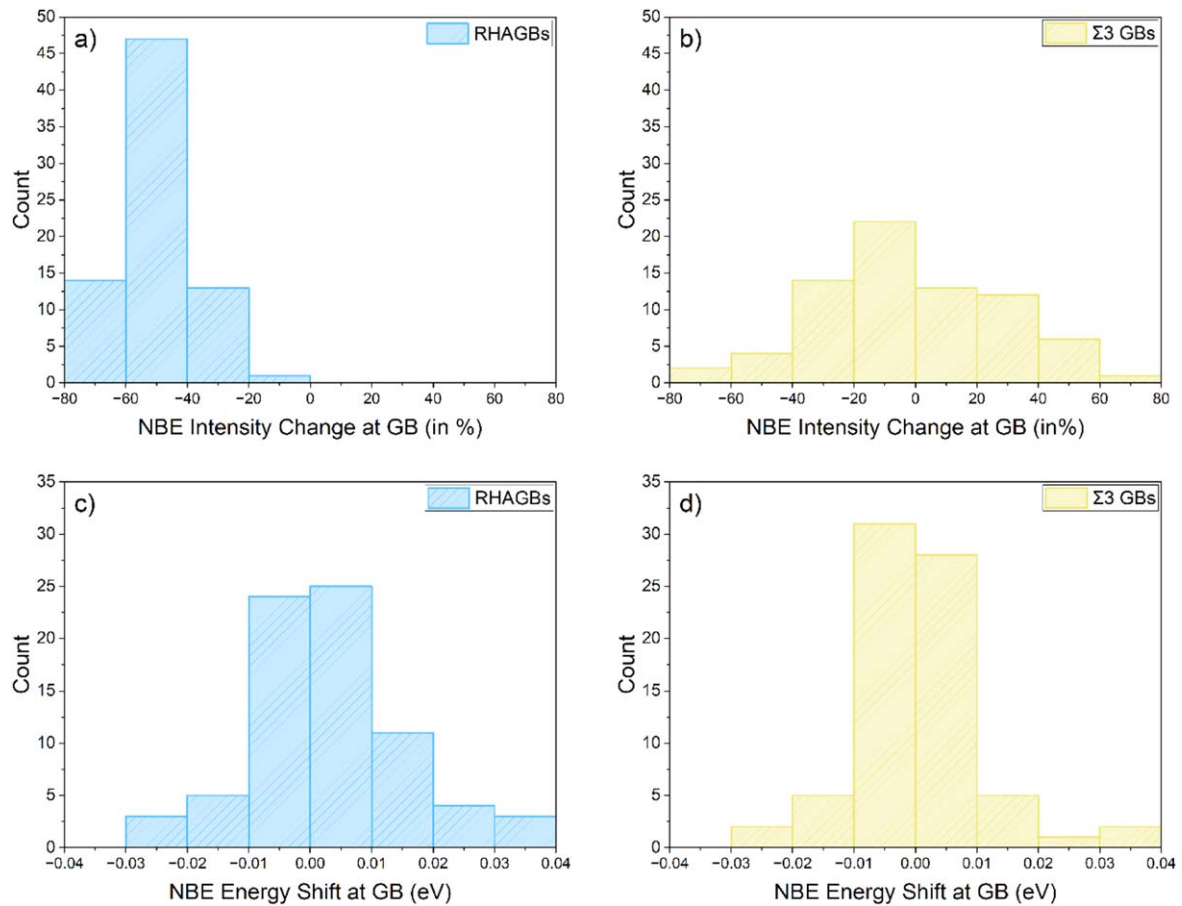 a)
RHAGBs
50
45
40
35
30
25
20
15
10
5
0
Count
−80 −60 −40 −20 0 20 40 60 80
NBE Intensity Change at GB (in %)
b)
Σ3 GBs
50
45
40
35
30
25
20
15
10
5
0
Count
−80 −60 −40 −20 0 20 40 60 80
NBE Intensity Change at GB (in%)
c)
RHAGBs
35
30
25
20
15
10
5
0
Count
−0.04 −0.03 −0.02 −0.01 0.00 0.01 0.02 0.03 0.04
NBE Energy Shift at GB (eV)
d)
Σ3 GBs
35
30
25
20
15
10
5
0
Count
−0.04 −0.03 −0.02 −0.01 0.00 0.01 0.02 0.03 0.04
NBE Energy Shift at GB (eV)